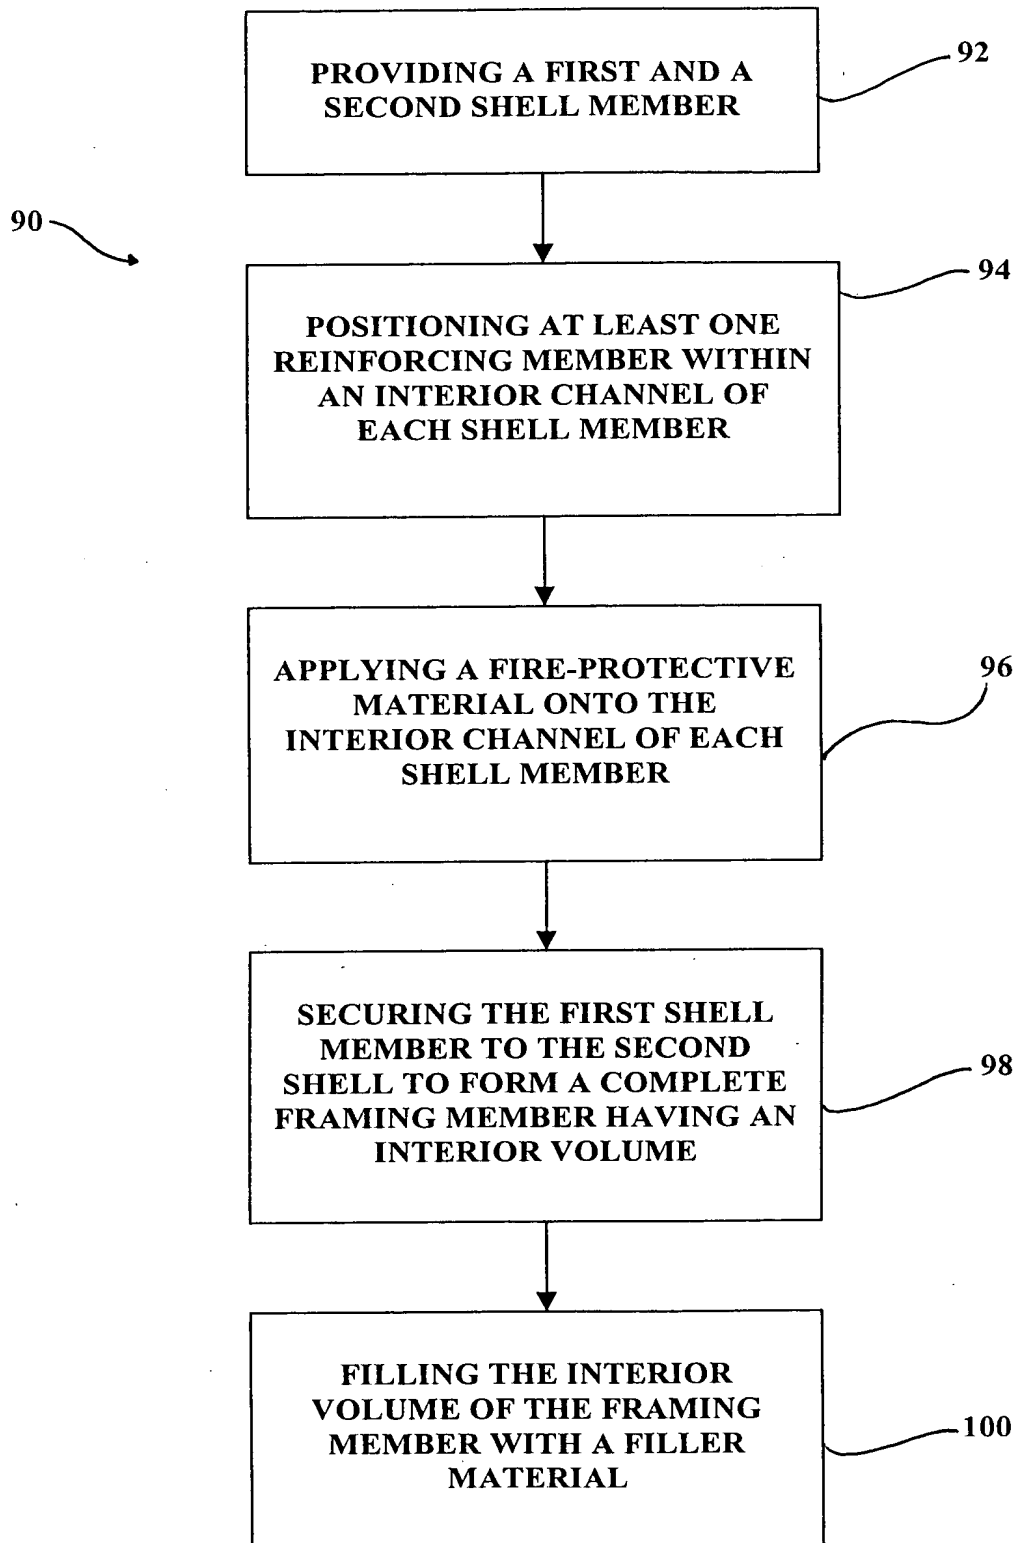 PROVIDING A FIRST AND A
SECOND SHELL MEMBER
92
90
94
POSITIONING AT LEAST ONE
REINFORCING MEMBER WITHIN
AN INTERIOR CHANNEL OF
EACH SHELL MEMBER
APPLYING A FIRE-PROTECTIVE
MATERIAL ONTO THE
INTERIOR CHANNEL OF EACH
SHELL MEMBER
96
SECURING THE FIRST SHELL
MEMBER TO THE SECOND
SHELL TO FORM A COMPLETE
FRAMING MEMBER HAVING AN
INTERIOR VOLUME
98
FILLING THE INTERIOR
VOLUME OF THE FRAMING
MEMBER WITH A FILLER
MATERIAL
100